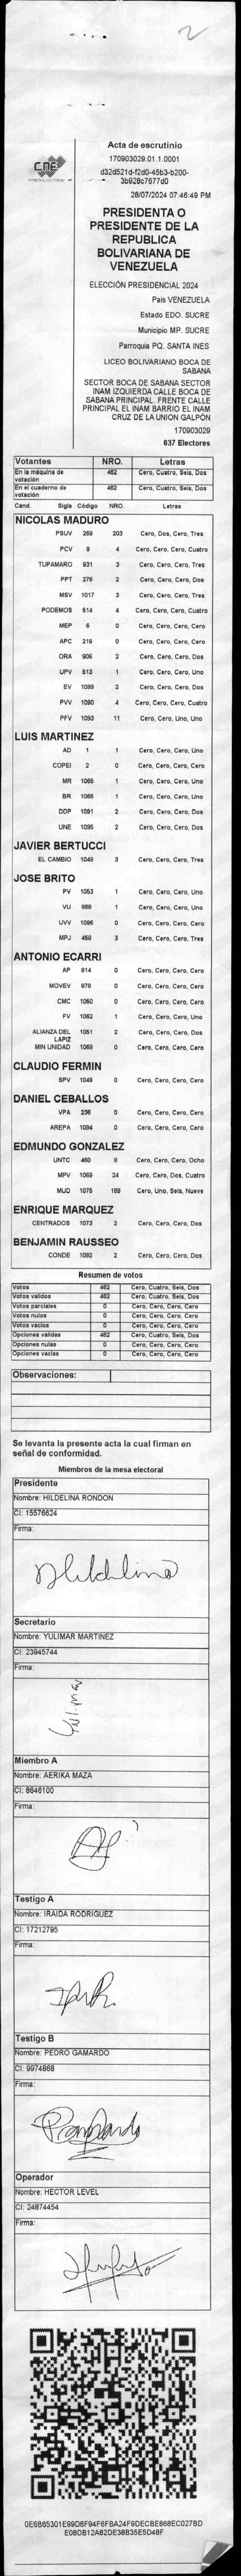 2
Acta de escrutinio
170903029.01.1.0001
d32d521d-f2d0-45b3-b200-
3b928c7677d0
28/07/2024 07:46:49 PM
CNE
PRESIDENTA O
PRESIDENTE DE LA
REPUBLICA
BOLIVARIANA DE
VENEZUELA
ELECCIÓN PRESIDENCIAL 2024
País VENEZUELA
Estado EDO. SUCRE
Municipio MP. SUCRE
Parroquia PQ. SANTA INES
LICEO BOLIVARIANO BOCA DE
SABANA
SECTOR BOCA DE SABANA SECTOR
INAM IZQUIERDA CALLE BOCA DE
SABANA PRINCIPAL. FRENTE CALLE
PRINCIPAL EL INAM BARRIO EL INAM
CRUZ DE LA UNION GALPÓN
170903029
637 Electores
Votantes NRO. Letras
En la máquina de votación 462 Cero, Cuatro, Seis, Dos
En el cuaderno de votación 462 Cero, Cuatro, Seis, Dos
Cand. Sigla Código NRO. Letras
NICOLAS MADURO
PSUV 269 203 Cero, Dos, Cero, Tres
PCV 9 4 Cero, Cero, Cero, Cuatro
TUPAMARO 931 3 Cero, Cero, Cero, Tres
PPT 276 2 Cero, Cero, Cero, Dos
MSV 1017 3 Cero, Cero, Cero, Tres
PODEMOS 514 4 Cero, Cero, Cero, Cuatro
MEP 6 0 Cero, Cero, Cero, Cero
APC 219 0 Cero, Cero, Cero, Cero
ORA 906 2 Cero, Cero, Cero, Dos
UPV 513 1 Cero, Cero, Cero, Uno
EV 1089 2 Cero, Cero, Cero, Dos
PVV 1090 4 Cero, Cero, Cero, Cuatro
PFV 1093 11 Cero, Cero, Uno, Uno
LUIS MARTINEZ
AD 1 1 Cero, Cero, Cero, Uno
COPEI 2 0 Cero, Cero, Cero, Cero
MR 1065 1 Cero, Cero, Cero, Uno
BR 1066 1 Cero, Cero, Cero, Uno
DDP 1091 2 Cero, Cero, Cero, Dos
UNE 1095 2 Cero, Cero, Cero, Dos
JAVIER BERTUCCI
EL CAMBIO 1048 3 Cero, Cero, Cero, Tres
JOSE BRITO
PV 1053 1 Cero, Cero, Cero, Uno
VU 868 1 Cero, Cero, Cero, Uno
UVV 1096 0 Cero, Cero, Cero, Cero
MPJ 459 3 Cero, Cero, Cero, Tres
ANTONIO ECARRI
AP 814 0 Cero, Cero, Cero, Cero
MOVEV 878 0 Cero, Cero, Cero, Cero
CMC 1050 0 Cero, Cero, Cero, Cero
FV 1062 1 Cero, Cero, Cero, Uno
ALIANZA DEL LAPIZ 1051 2 Cero, Cero, Cero, Dos
MIN UNIDAD 1068 0 Cero, Cero, Cero, Cero
CLAUDIO FERMIN
SPV 1049 0 Cero, Cero, Cero, Cero
DANIEL CEBALLOS
VPA 236 0 Cero, Cero, Cero, Cero
AREPA 1094 0 Cero, Cero, Cero, Cero
EDMUNDO GONZALEZ
UNTC 460 8 Cero, Cero, Cero, Ocho
MPV 1069 24 Cero, Cero, Dos, Cuatro
MUD 1075 169 Cero, Uno, Seis, Nueve
ENRIQUE MARQUEZ
CENTRADOS 1073 2 Cero, Cero, Cero, Dos
BENJAMIN RAUSSEO
CONDE 1092 2 Cero, Cero, Cero, Dos
Resumen de votos
Votos 462 Cero, Cuatro, Seis, Dos
Votos validos 462 Cero, Cuatro, Seis, Dos
Votos parciales 0 Cero, Cero, Cero, Cero
Votos nulos 0 Cero, Cero, Cero, Cero
Votos vacios 0 Cero, Cero, Cero, Cero
Opciones validas 462 Cero, Cuatro, Seis, Dos
Opciones nulas 0 Cero, Cero, Cero, Cero
Opciones vacias 0 Cero, Cero, Cero, Cero
Observaciones:
Se levanta la presente acta la cual firman en
señal de conformidad.
Miembros de la mesa electoral
Presidente
Nombre: HILDELINA RONDON
CI: 15576624
Firma:
Hildelina
Secretario
Nombre: YULIMAR MARTINEZ
CI: 23945744
Firma:
Yulimar
Miembro A
Nombre: AERIKA MAZA
CI: 8646100
Firma:
Testigo A
Nombre: IRAIDA RODRIGUEZ
CI: 17212795
Firma:
Testigo B
Nombre: PEDRO GAMARDO
CI: 9974868
Firma:
Operador
Nombre: HECTOR LEVEL
CI: 24874454
Firma:
0E6B65301E99D6F94F6FBA24F9DECBE868EC027BD
E08DB12A82DE38B35E5D48F